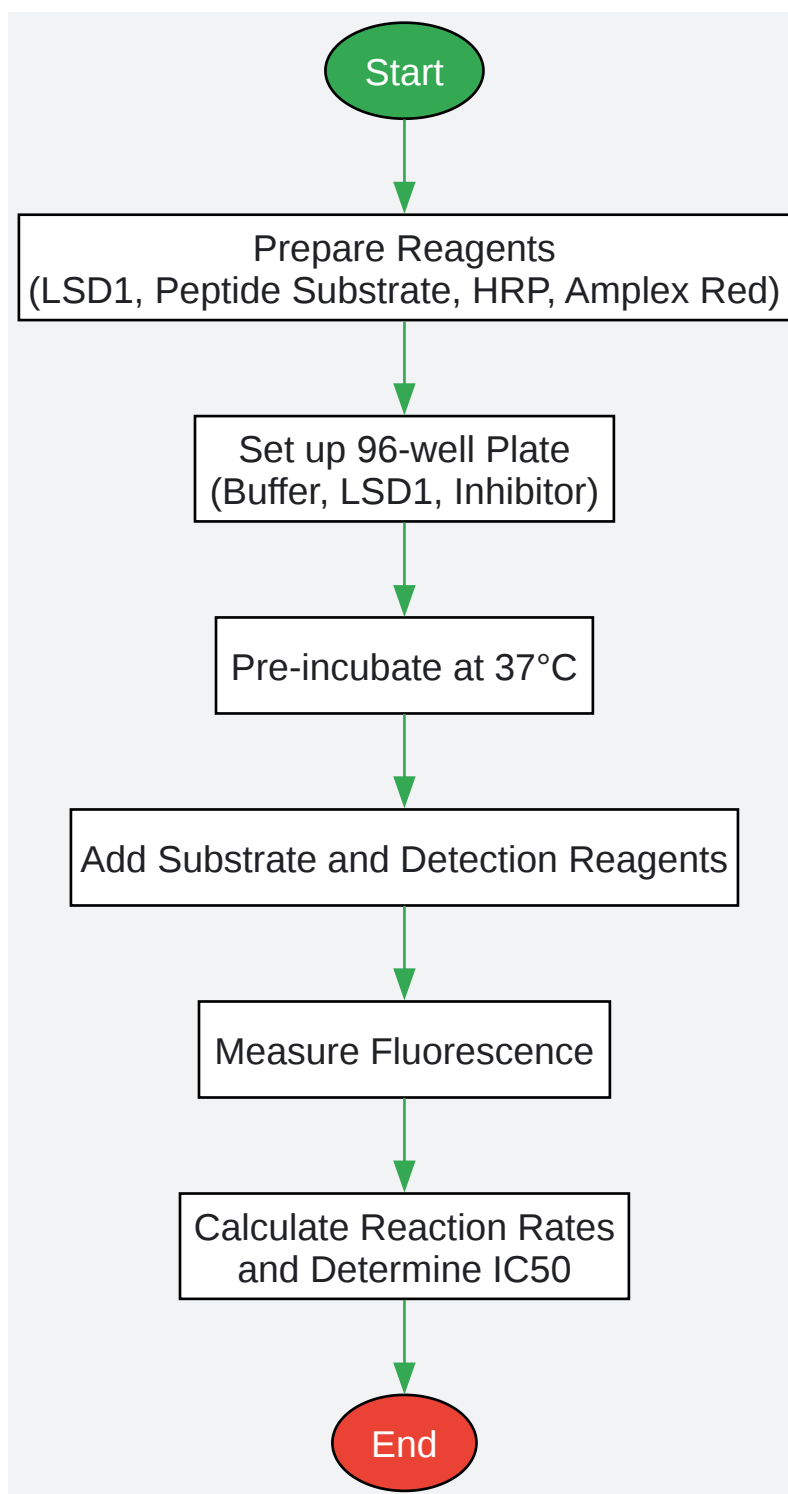 Start
Prepare Reagents
(LSD1, Peptide Substrate, HRP, Amplex Red)
Set up 96-well Plate
(Buffer, LSD1, Inhibitor)
Pre-incubate at 37°C
Add Substrate and Detection Reagents
Measure Fluorescence
Calculate Reaction Rates
and Determine IC50
End